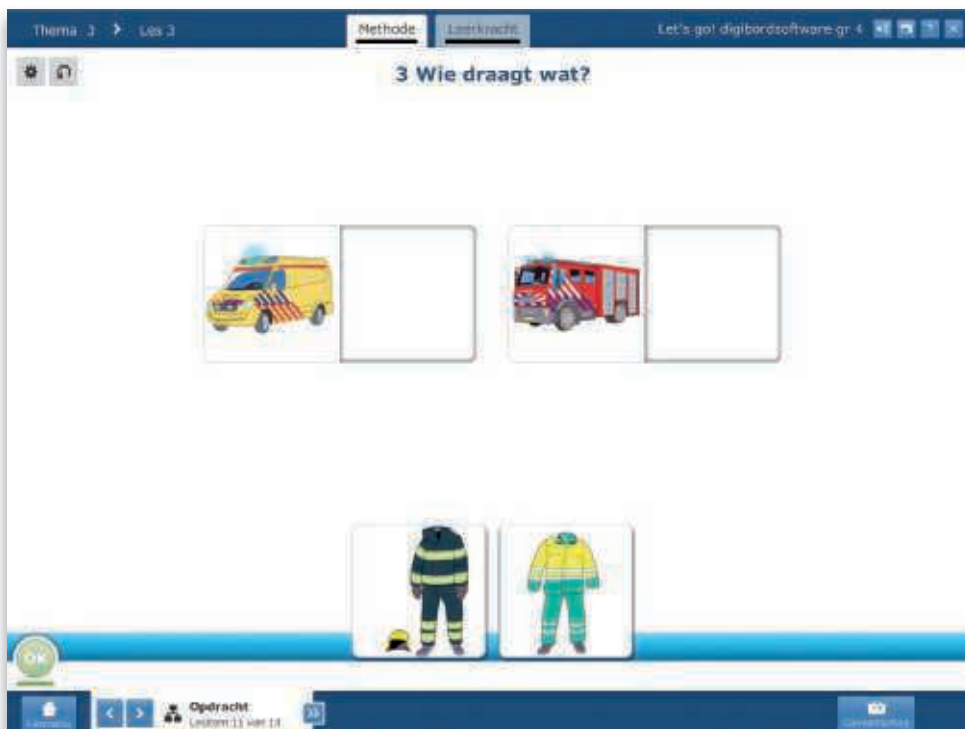 Thema 3 > Les 3
Methode
Leerkracht
Let's go! digibordsoftware gr 4
3 Wie draagt wat?
OK
Opdracht
Lesitem 11 van 13